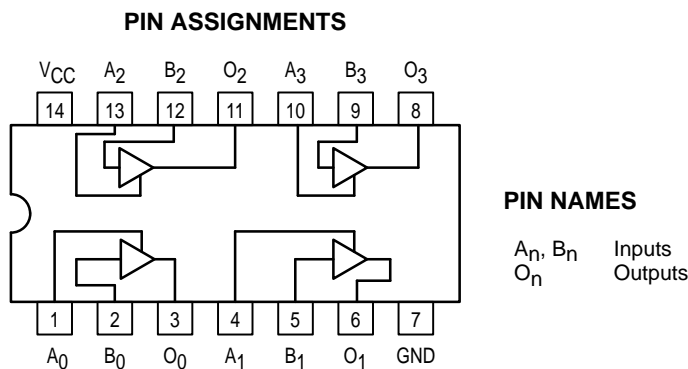 PIN ASSIGNMENTS
VCC A2 B2 O2 A3 B3 O3
14 13 12 11 10 9 8
PIN NAMES
An, Bn Inputs
On Outputs
1 2 3 4 5 6 7
A0 B0 O0 A1 B1 O1 GND